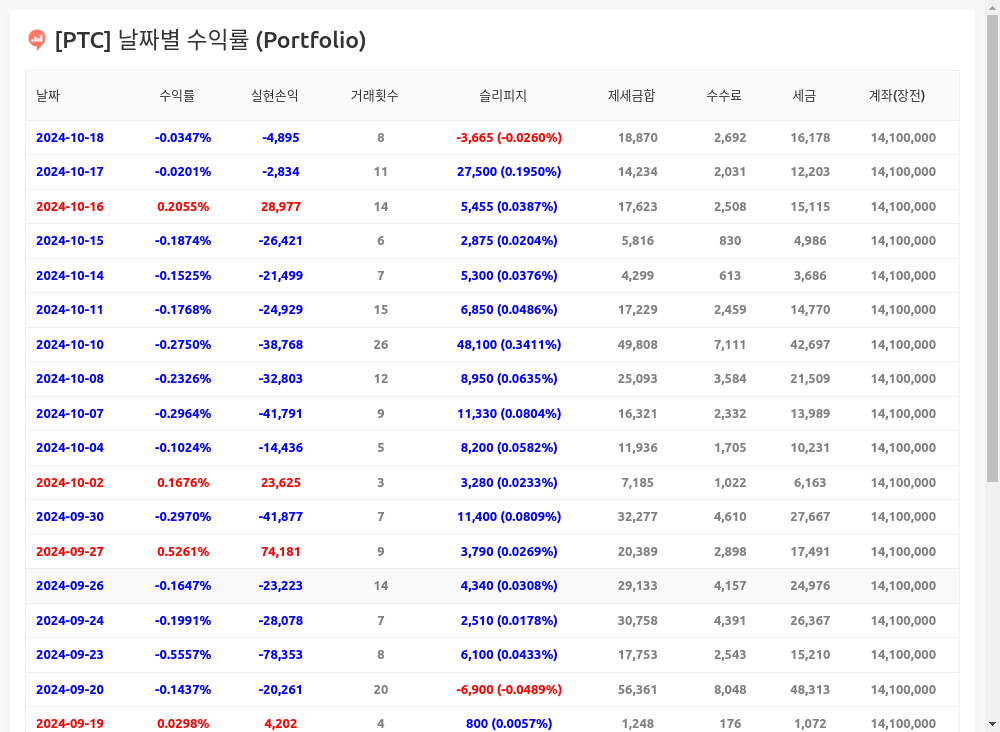 [PTC] 날짜별 수익률 (Portfolio)
날짜 수익률 실현손익 거래횟수 슬리피지 제세금합 수수료 세금 계좌(장전)
2024-10-18 -0.0347% -4,895 8 -3,665 (-0.0260%) 18,870 2,692 16,178 14,100,000
2024-10-17 -0.0201% -2,834 11 27,500 (0.1950%) 14,234 2,031 12,203 14,100,000
2024-10-16 0.2055% 28,977 14 5,455 (0.0387%) 17,623 2,508 15,115 14,100,000
2024-10-15 -0.1874% -26,421 6 2,875 (0.0204%) 5,816 830 4,986 14,100,000
2024-10-14 -0.1525% -21,499 7 5,300 (0.0376%) 4,299 613 3,686 14,100,000
2024-10-11 -0.1768% -24,929 15 6,850 (0.0486%) 17,229 2,459 14,770 14,100,000
2024-10-10 -0.2750% -38,768 26 48,100 (0.3411%) 49,808 7,111 42,697 14,100,000
2024-10-08 -0.2326% -32,803 12 8,950 (0.0635%) 25,093 3,584 21,509 14,100,000
2024-10-07 -0.2964% -41,791 9 11,330 (0.0804%) 16,321 2,332 13,989 14,100,000
2024-10-04 -0.1024% -14,436 5 8,200 (0.0582%) 11,936 1,705 10,231 14,100,000
2024-10-02 0.1676% 23,625 3 3,280 (0.0233%) 7,185 1,022 6,163 14,100,000
2024-09-30 -0.2970% -41,877 7 11,400 (0.0809%) 32,277 4,610 27,667 14,100,000
2024-09-27 0.5261% 74,181 9 3,790 (0.0269%) 20,389 2,898 17,491 14,100,000
2024-09-26 -0.1647% -23,223 14 4,340 (0.0308%) 29,133 4,157 24,976 14,100,000
2024-09-24 -0.1991% -28,078 7 2,510 (0.0178%) 30,758 4,391 26,367 14,100,000
2024-09-23 -0.5557% -78,353 8 6,100 (0.0433%) 17,753 2,543 15,210 14,100,000
2024-09-20 -0.1437% -20,261 20 -6,900 (-0.0489%) 56,361 8,048 48,313 14,100,000
2024-09-19 0.0298% 4,202 4 800 (0.0057%) 1,248 176 1,072 14,100,000